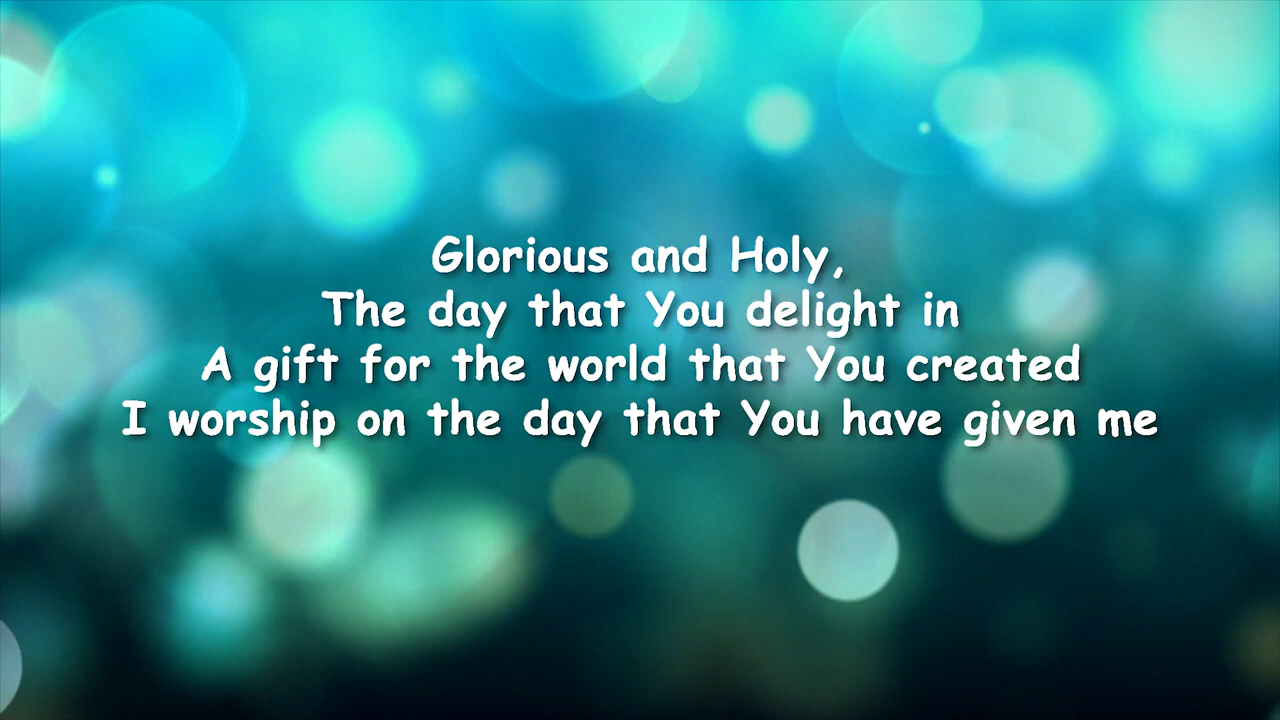 Glorious and Holy,
The day that You delight in
A gift for the world that You created
I worship on the day that You have given me